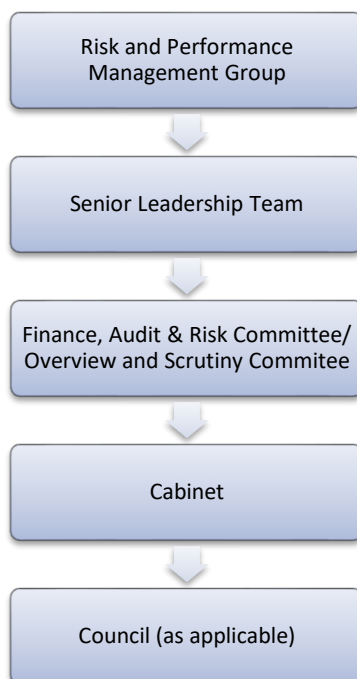 Risk and Performance
Management Group
Senior Leadership Team
Finance, Audit & Risk Committee/
Overview and Scrutiny Commitee
Cabinet
Council (as applicable)